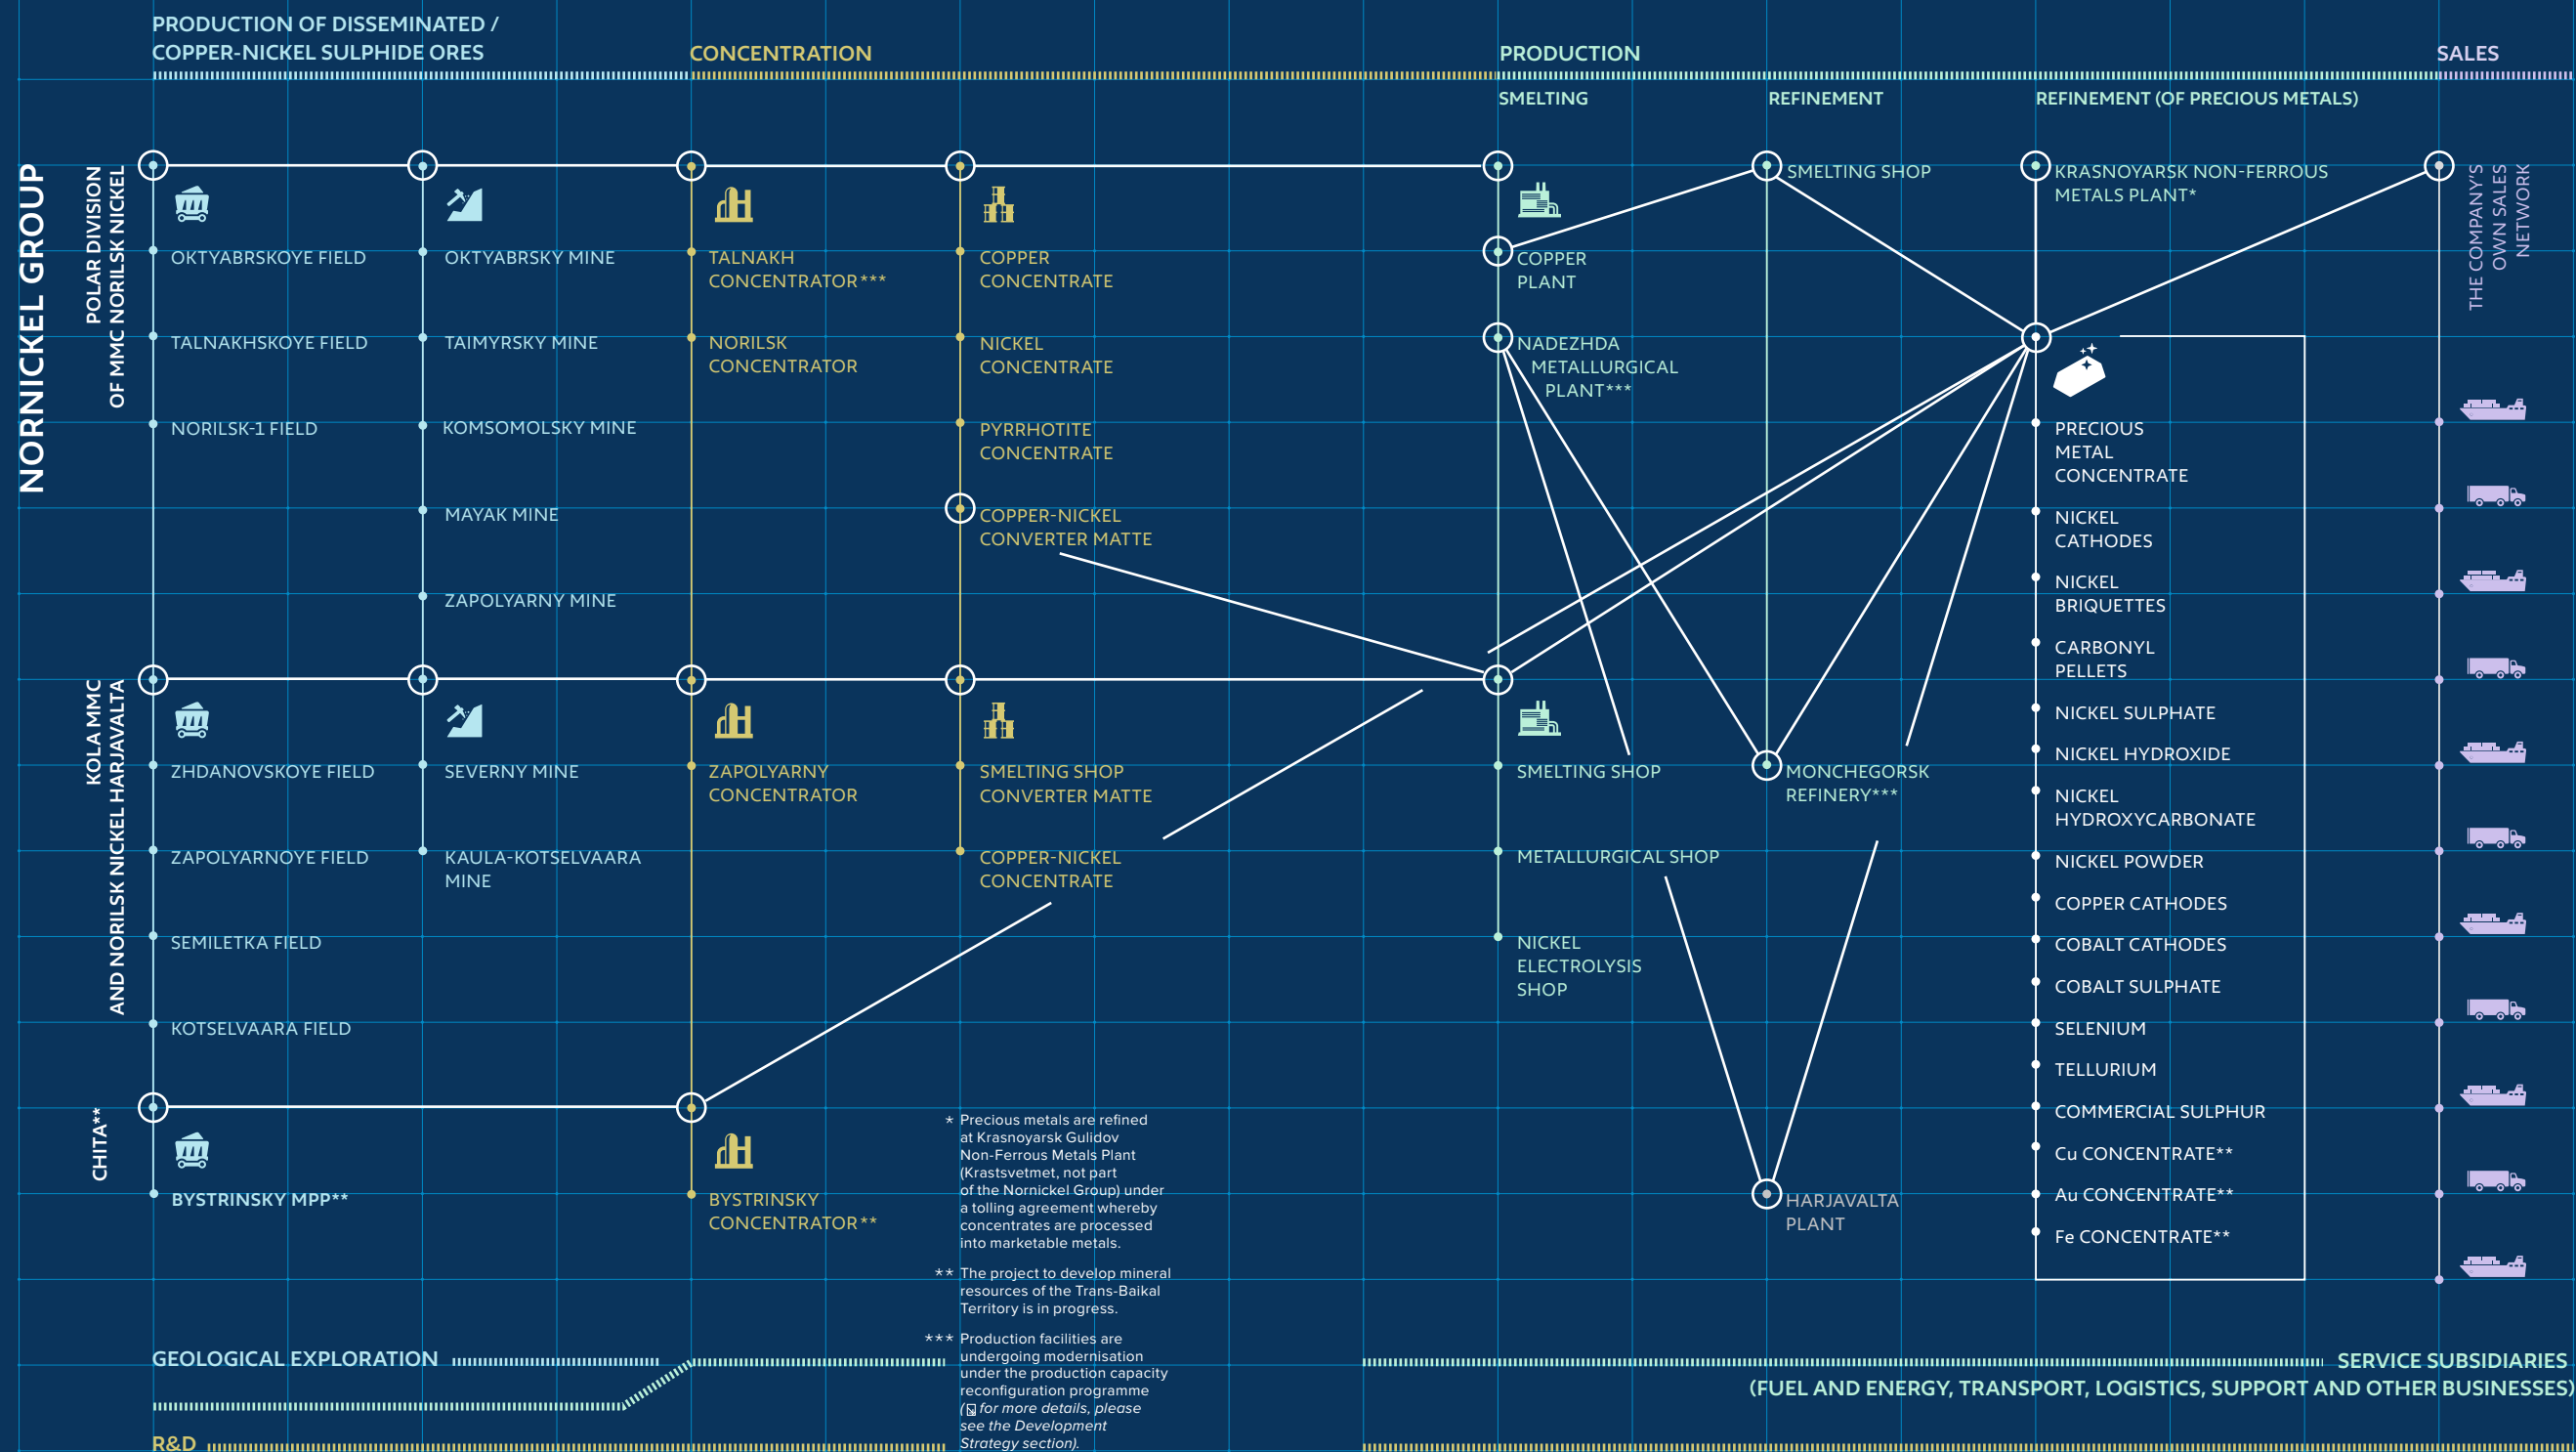 PRODUCTION OF DISSEMINATED /
COPPER-NICKEL SULPHIDE ORES
CONCENTRATION
PRODUCTION
SALES
SMELTING
REFINEMENT
REFINEMENT (OF PRECIOUS METALS)
NORNICKEL GROUP
POLAR DIVISION
OF MMC NORILSK NICKEL
OKTYABRSKOYE FIELD
TALNAKHSKOYE FIELD
NORILSK-1 FIELD
OKTYABRSKY MINE
TAIMYRSKY MINE
KOMSOMOLSKY MINE
MAYAK MINE
ZAPOLYARNY MINE
TALNAKH
CONCENTRATOR***
NORILSK
CONCENTRATOR
COPPER
CONCENTRATE
NICKEL
CONCENTRATE
PYRRHOTITE
CONCENTRATE
COPPER-NICKEL
CONVERTER MATTE
COPPER
PLANT
NADEZHDA
METALLURGICAL
PLANT***
SMELTING SHOP
KRASNOYARSK NON-FERROUS
METALS PLANT*
THE COMPANY'S
OWN SALES
NETWORK
KOLA MMC
AND NORILSK NICKEL HARJAVALTA
ZHDANOVSKOYE FIELD
ZAPOLYARNOYE FIELD
SEMILETKA FIELD
KOTSELVAARA FIELD
SEVERNY MINE
KAULA-KOTSELVAARA
MINE
ZAPOLYARNY
CONCENTRATOR
SMELTING SHOP
CONVERTER MATTE
COPPER-NICKEL
CONCENTRATE
SMELTING SHOP
METALLURGICAL SHOP
NICKEL
ELECTROLYSIS
SHOP
MONCHEGORSK
REFINERY***
HARJAVALTA
PLANT
PRECIOUS
METAL
CONCENTRATE
NICKEL
CATHODES
NICKEL
BRIQUETTES
CARBONYL
PELLETS
NICKEL SULPHATE
NICKEL HYDROXIDE
NICKEL
HYDROXYCARBONATE
NICKEL POWDER
COPPER CATHODES
COBALT CATHODES
COBALT SULPHATE
SELENIUM
TELLURIUM
COMMERCIAL SULPHUR
Cu CONCENTRATE**
Au CONCENTRATE**
Fe CONCENTRATE**
CHITA**
BYSTRINSKY MPP**
BYSTRINSKY
CONCENTRATOR**
* Precious metals are refined
at Krasnoyarsk Gulidov
Non-Ferrous Metals Plant
(Krastsvetmet, not part
of the Nornickel Group) under
a tolling agreement whereby
concentrates are processed
into marketable metals.
** The project to develop mineral
resources of the Trans-Baikal
Territory is in progress.
*** Production facilities are
undergoing modernisation
under the production capacity
reconfiguration programme
( for more details, please
see the Development
Strategy section).
GEOLOGICAL EXPLORATION
R&D
SERVICE SUBSIDIARIES
(FUEL AND ENERGY, TRANSPORT, LOGISTICS, SUPPORT AND OTHER BUSINESSES)